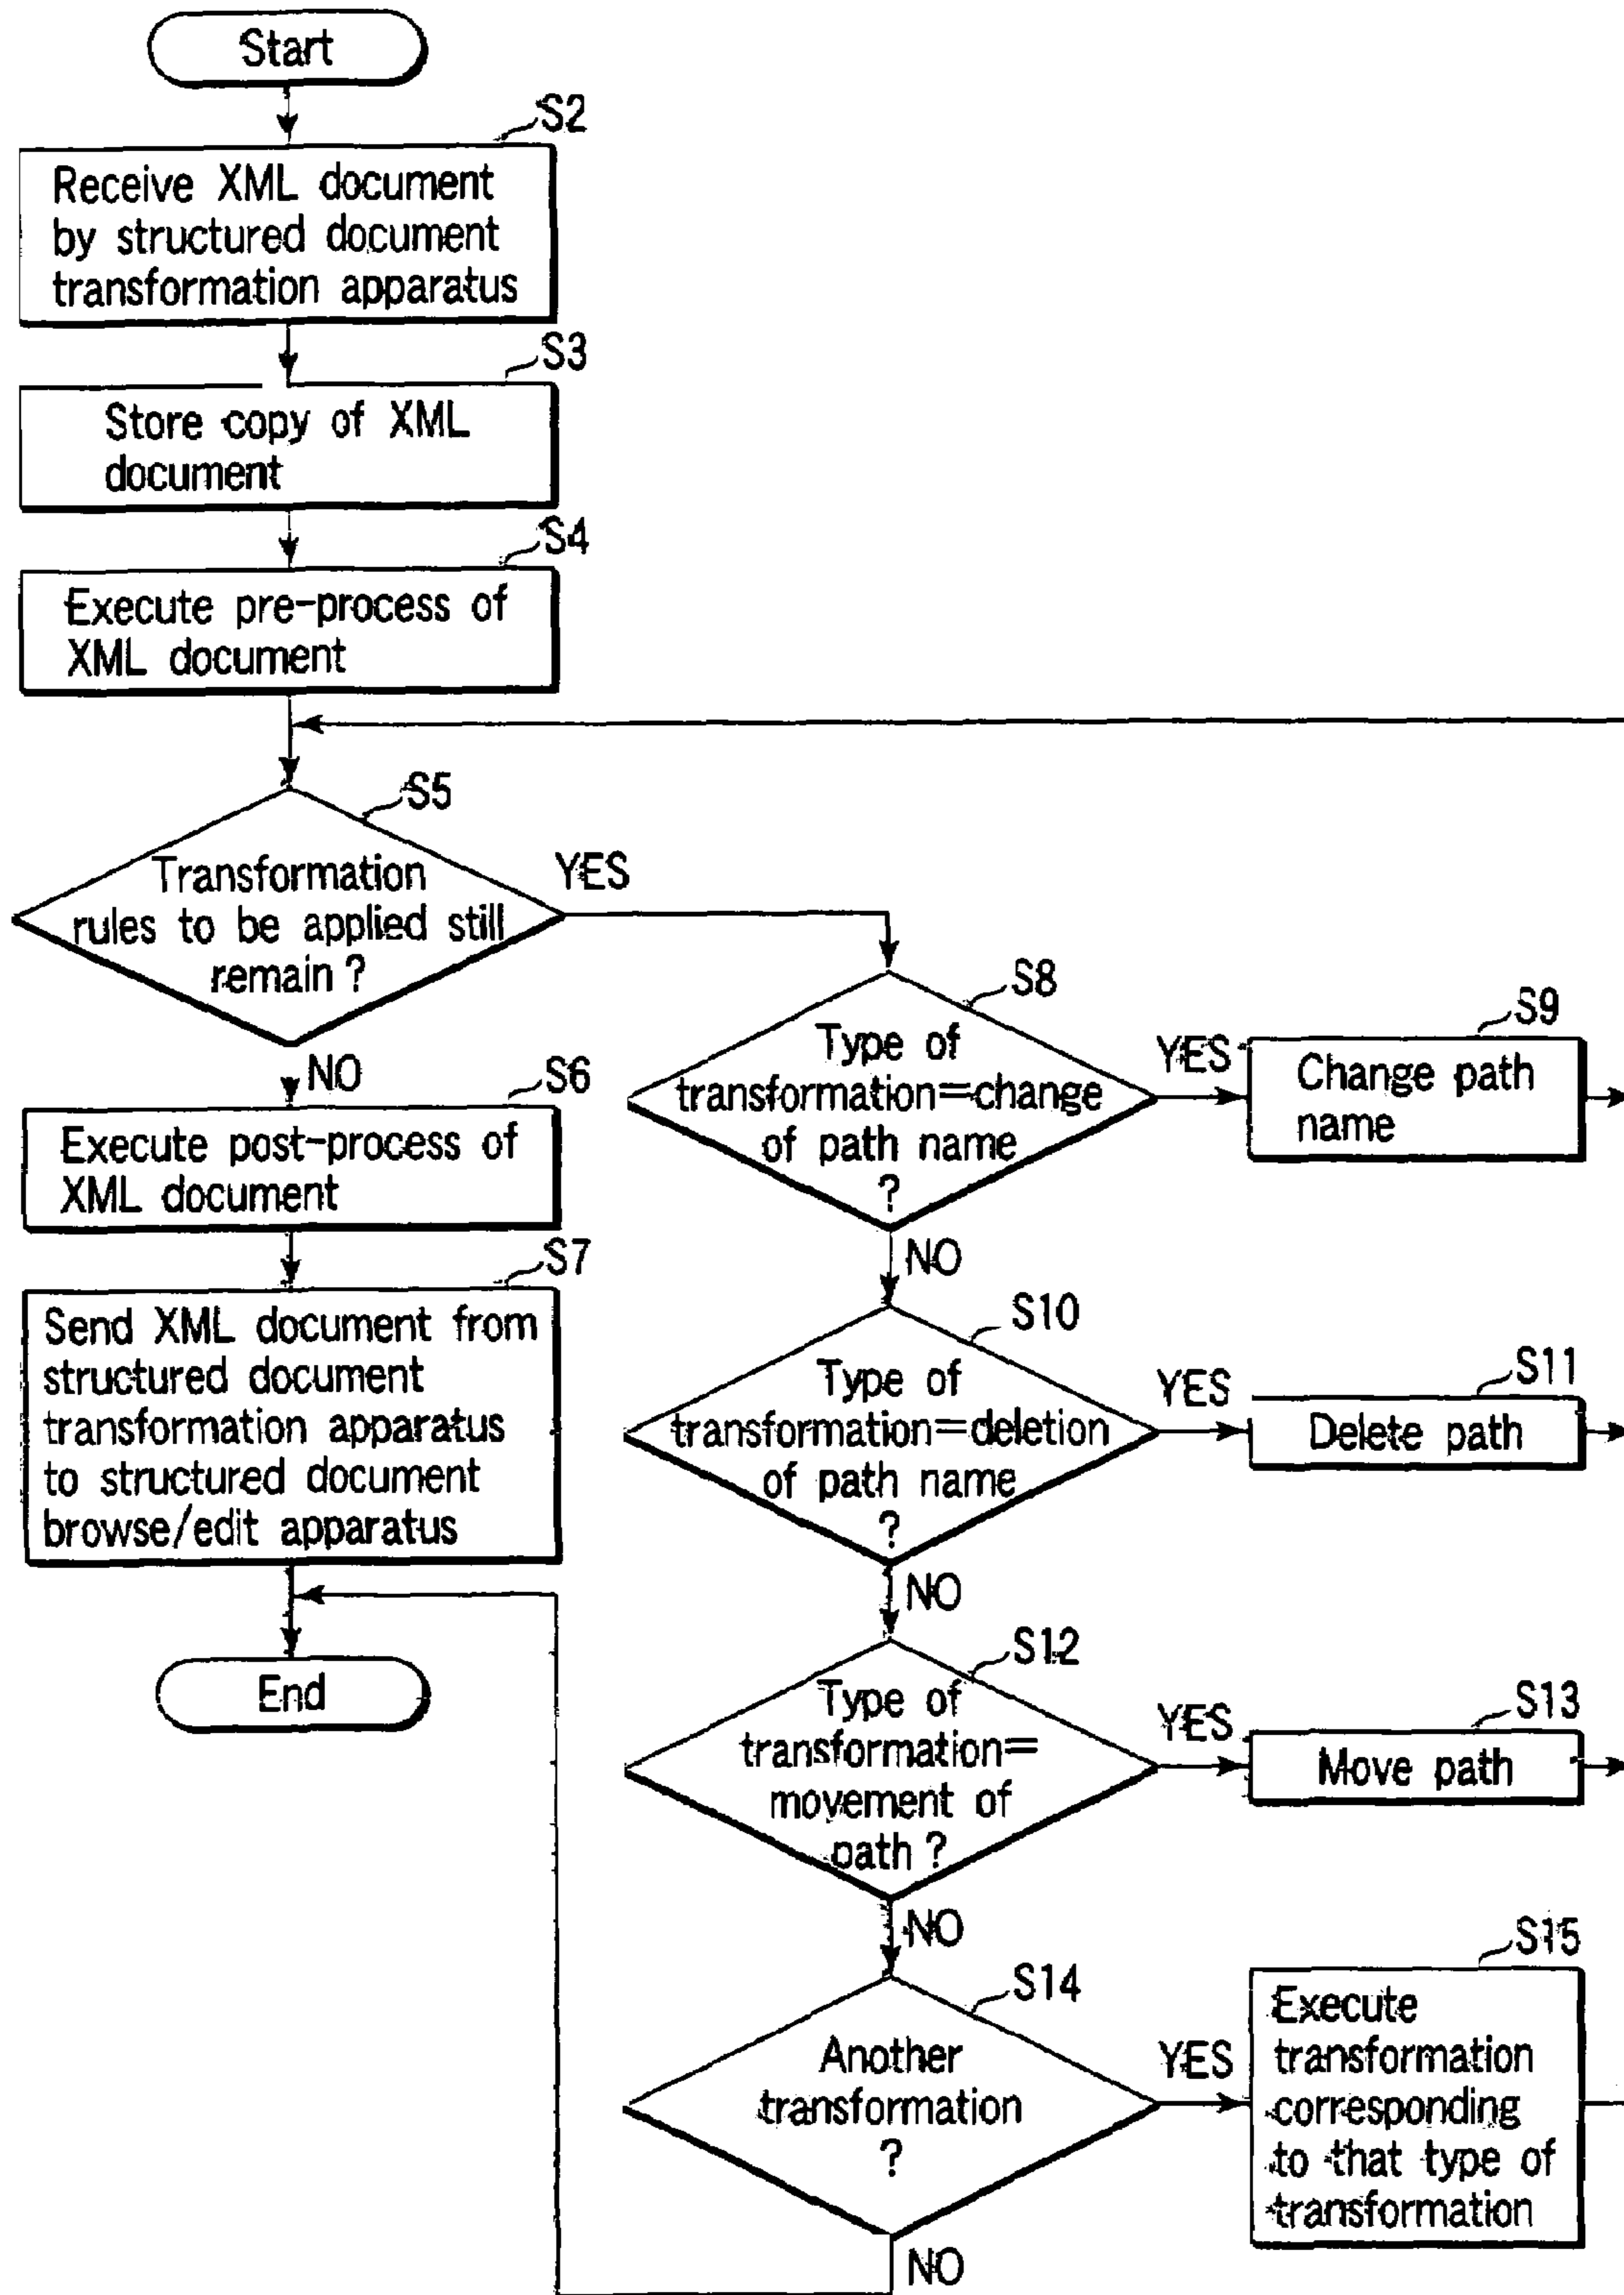 Start
S2
Receive XML document
by structured document
transformation apparatus
S3
Store copy of XML
document
S4
Execute pre-process of
XML document
S5
Transformation
rules to be applied still
remain ?
YES
NO
S6
Execute post-process of
XML document
S7
Send XML document from
structured document
transformation apparatus
to structured document
browse/edit apparatus
End
S8
Type of
transformation=change
of path name
?
YES
S9
Change path
name
NO
S10
Type of
transformation=deletion
of path name
?
YES
S11
Delete path
NO
S12
Type of
transformation=
movement of
path ?
YES
S13
Move path
NO
S14
Another
transformation
?
YES
S15
Execute
transformation
corresponding
to that type of
transformation
NO